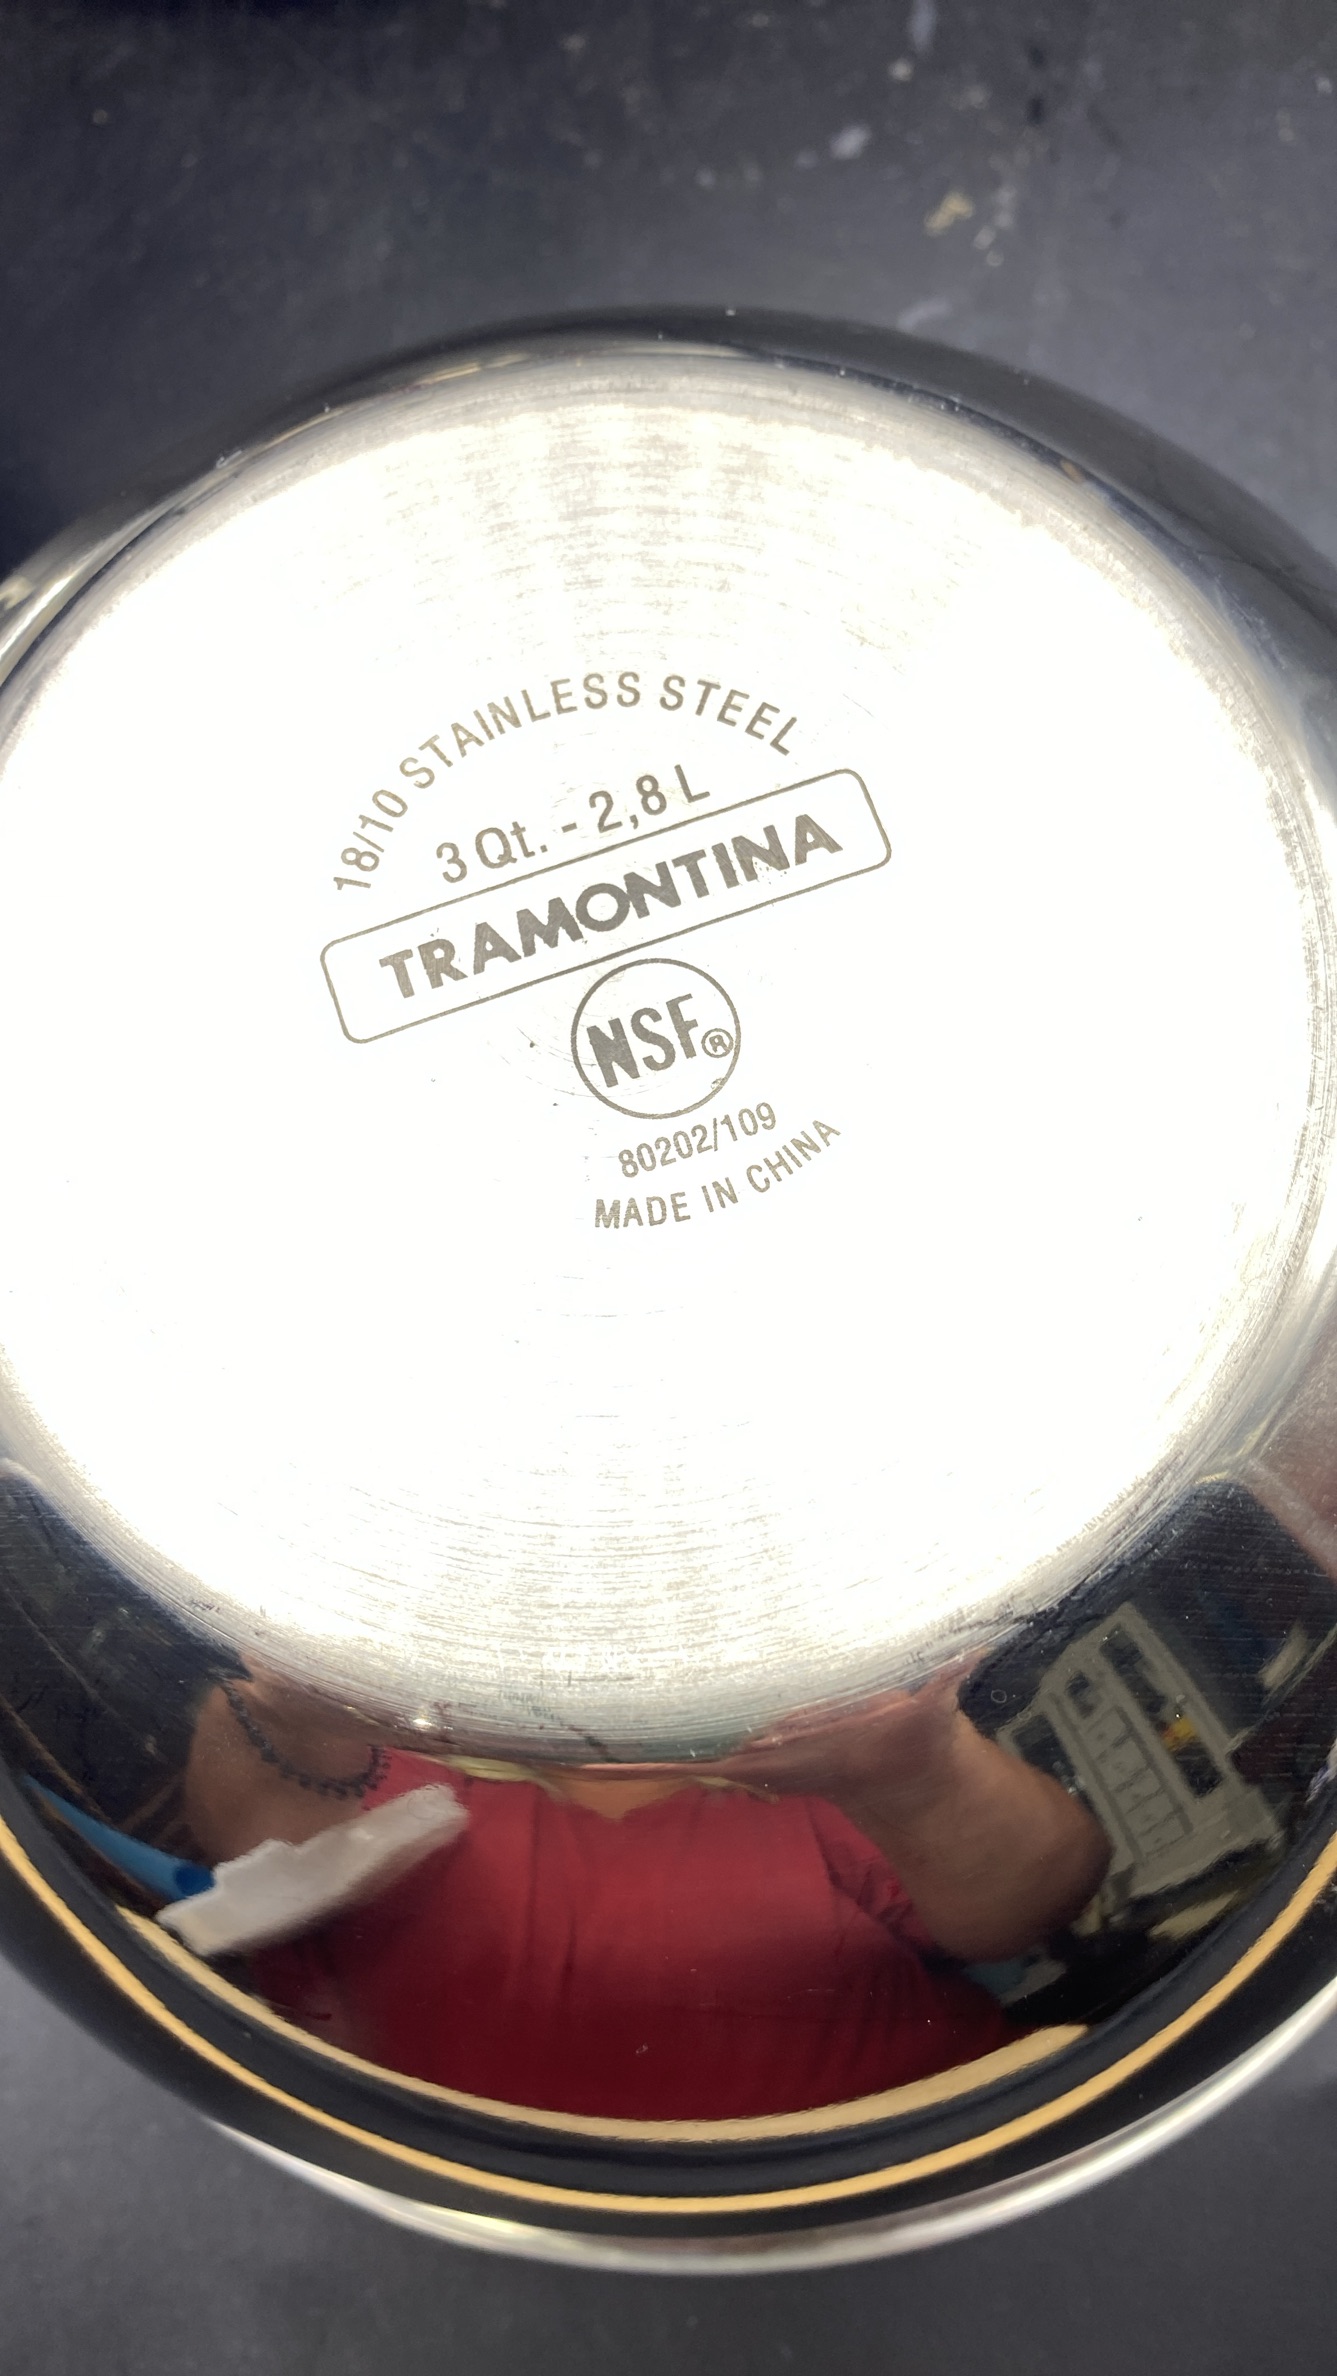 18/10 STAINLESS STEEL
3 Qt. - 2,8 L
TRAMONTINA
NSF®
80202/109
MADE IN CHINA